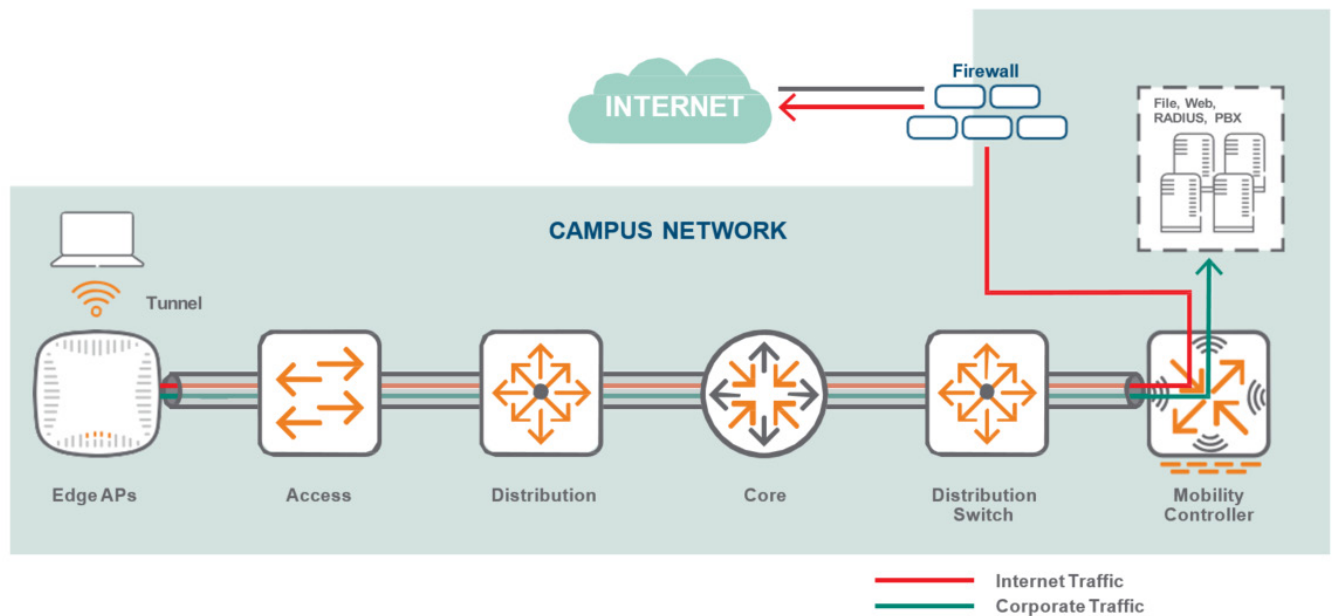 Firewall
INTERNET
File, Web,
RADIUS, PBX
CAMPUS NETWORK
Tunnel
Edge APs
Access
Distribution
Core
Distribution
Switch
Mobility
Controller
Internet Traffic
Corporate Traffic